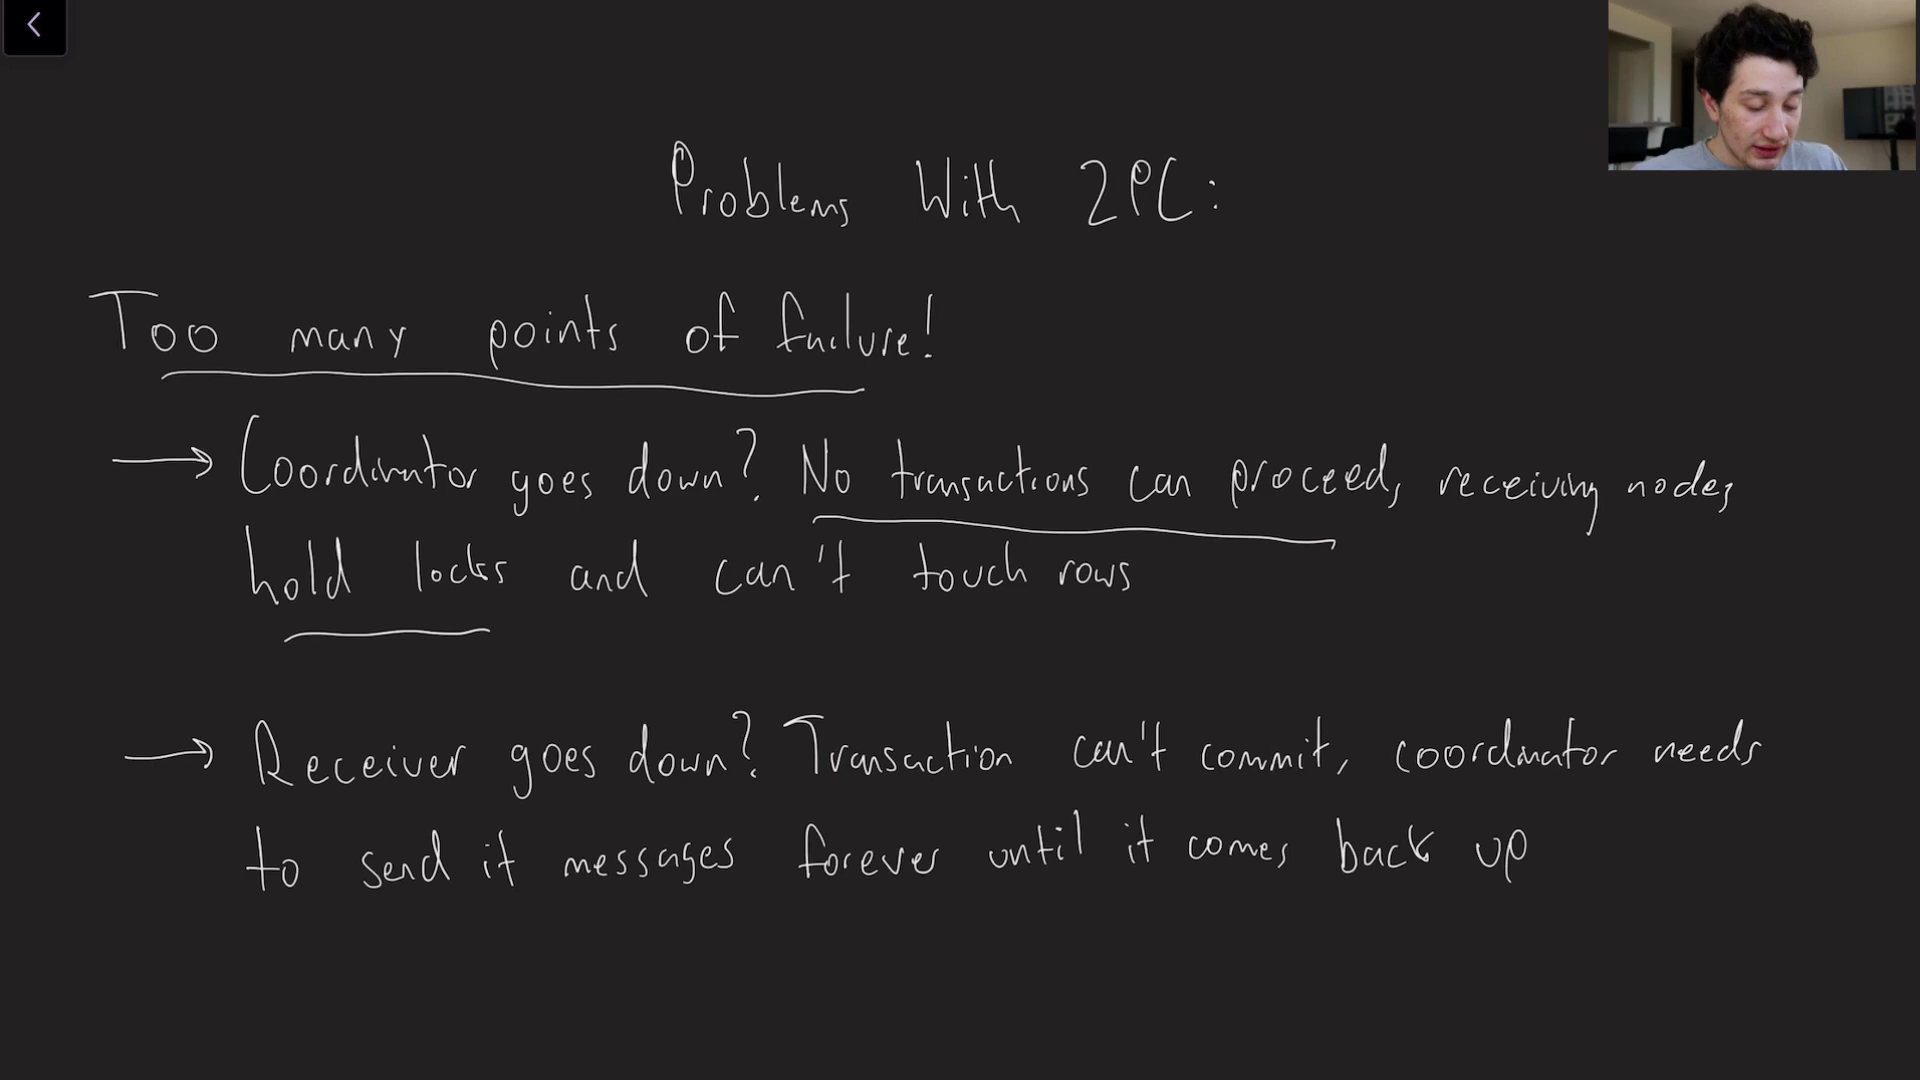 Problems With 2PC:
Too many points of failure!
→ Coordinator goes down? No transactions can proceed, receiving nodes
hold locks and can't touch rows
→ Receiver goes down? Transaction can't commit, coordinator needs
to send it messages forever until it comes back up